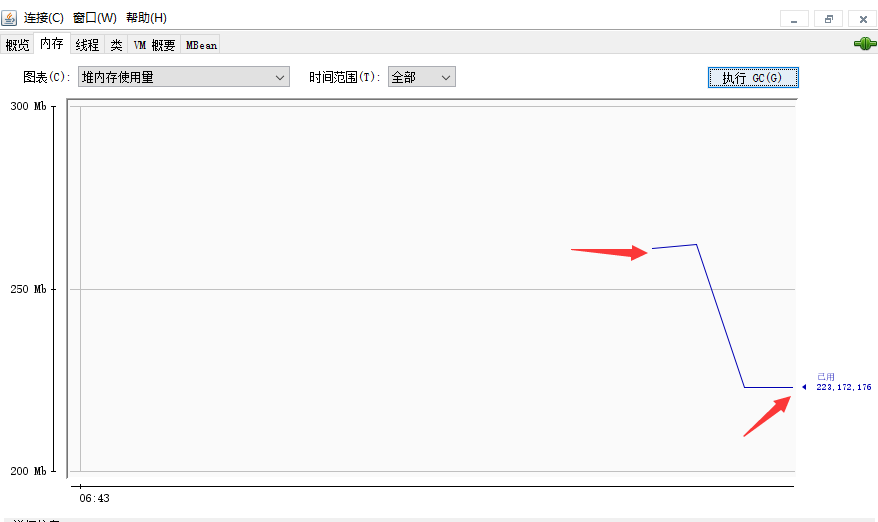 连接(C) 窗口(W) 帮助(H)
概览 内存 线程 类 VM 概要 MBean
图表(C): 堆内存使用量 时间范围(T): 全部 执行 GC(G)
300 Mb
250 Mb
已用
223,172,176
200 Mb
06:43